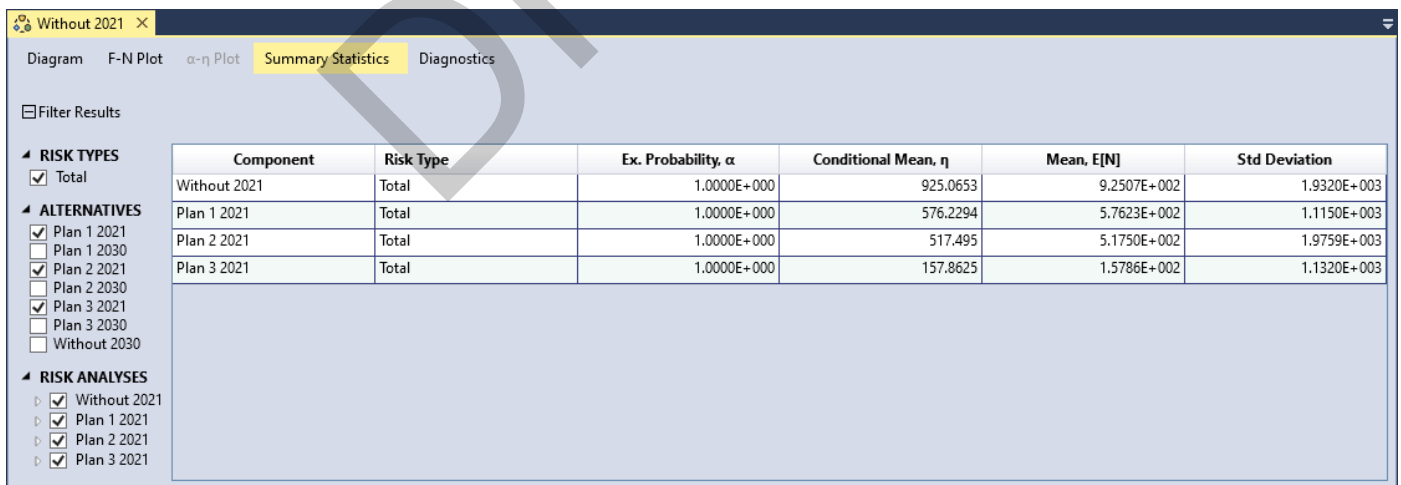 Without 2021
Diagram F-N Plot α-η Plot Summary Statistics Diagnostics
Filter Results
RISK TYPES
Total
ALTERNATIVES
Plan 1 2021
Plan 1 2030
Plan 2 2021
Plan 2 2030
Plan 3 2021
Plan 3 2030
Without 2030
RISK ANALYSES
Without 2021
Plan 1 2021
Plan 2 2021
Plan 3 2021
Component Risk Type Ex. Probability, α Conditional Mean, η Mean, E[N] Std Deviation
Without 2021 Total 1.0000E+000 925.0653 9.2507E+002 1.9320E+003
Plan 1 2021 Total 1.0000E+000 576.2294 5.7623E+002 1.1150E+003
Plan 2 2021 Total 1.0000E+000 517.495 5.1750E+002 1.9759E+003
Plan 3 2021 Total 1.0000E+000 157.8625 1.5786E+002 1.1320E+003